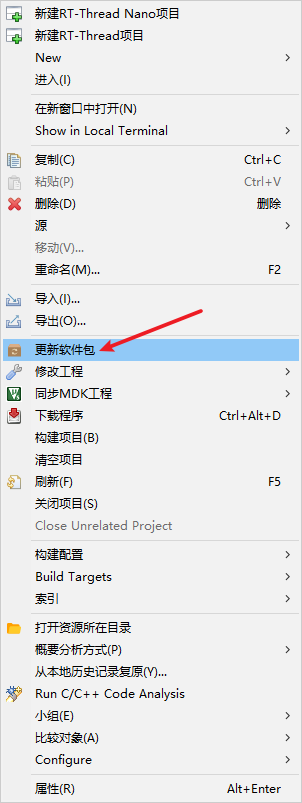 新建RT-Thread Nano项目
新建RT-Thread项目
New
进入(I)
在新窗口中打开(N)
Show in Local Terminal
复制(C) Ctrl+C
粘贴(P) Ctrl+V
删除(D) 删除
源
移动(V)...
重命名(M)... F2
导入(I)...
导出(O)...
更新软件包
修改工程
同步MDK工程
下载程序 Ctrl+Alt+D
构建项目(B)
清空项目
刷新(F) F5
关闭项目(S)
Close Unrelated Project
构建配置
Build Targets
索引
打开资源所在目录
概要分析方式(P)
从本地历史记录复原(Y)...
Run C/C++ Code Analysis
小组(E)
比较对象(A)
Configure
属性(R) Alt+Enter